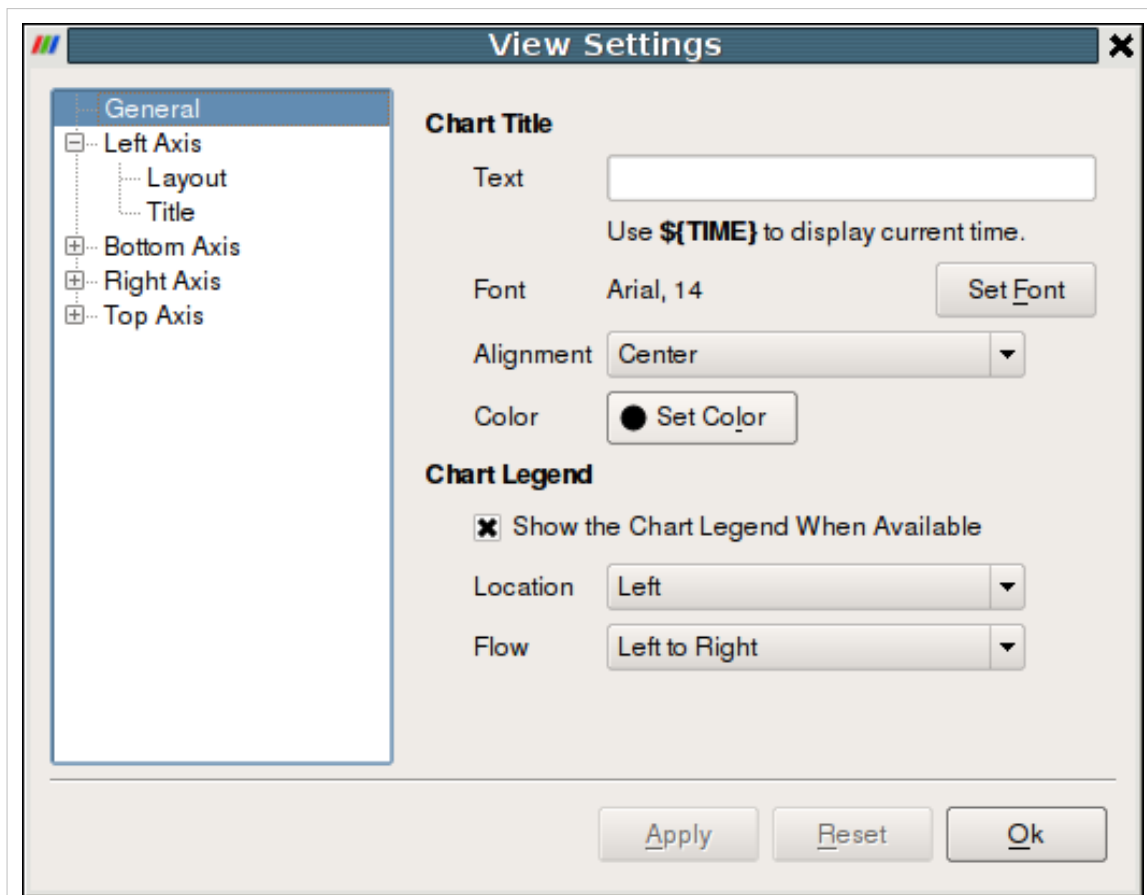 View Settings
General
Left Axis
Layout
Title
Bottom Axis
Right Axis
Top Axis
Chart Title
Text
Use ${TIME} to display current time.
Font Arial, 14 Set Font
Alignment Center
Color Set Color
Chart Legend
Show the Chart Legend When Available
Location Left
Flow Left to Right
Apply Reset Ok